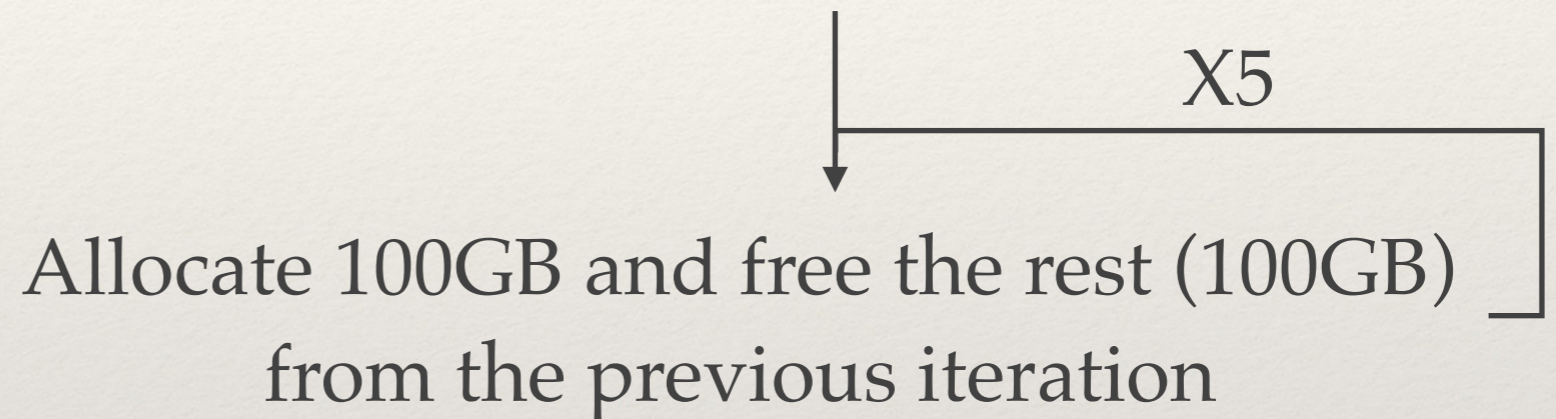 X5
Allocate 100GB and free the rest (100GB)
from the previous iteration